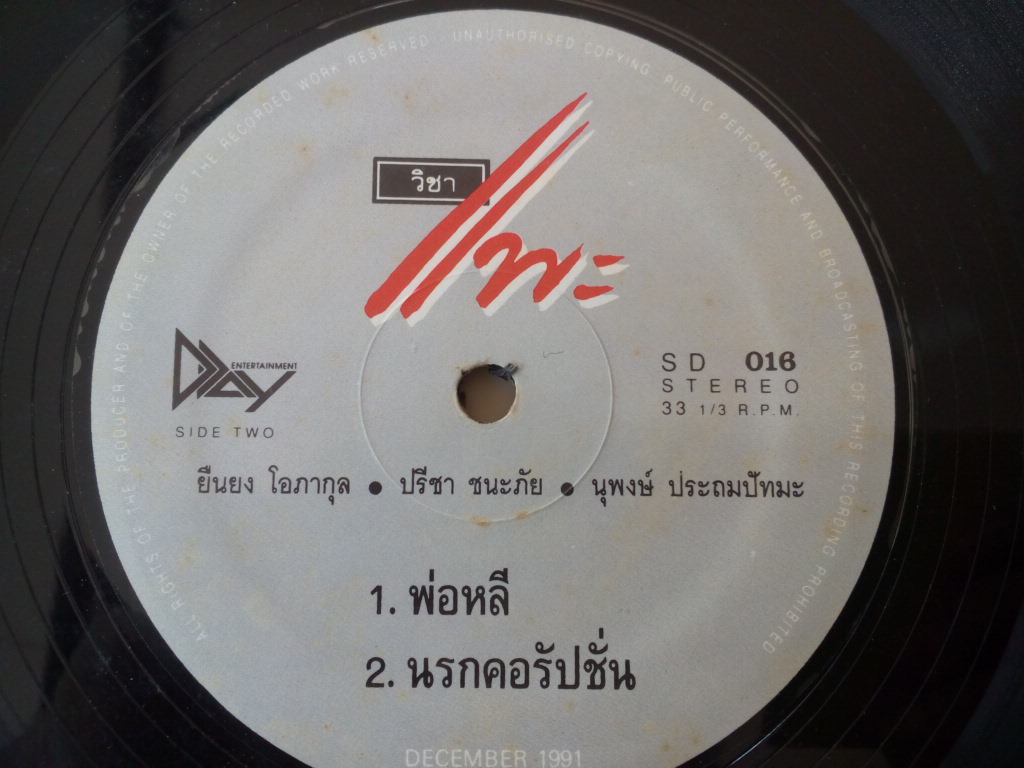 ALL RIGHTS OF THE PRODUCER AND OF THE OWNER OF THE RECORDED WORK RESERVED · UNAUTHORISED COPYING PUBLIC PERFORMANCE AND BROADCASTING OF THIS RECORDING PROHIBITED
วิชา
แพะ
D-Day ENTERTAINMENT
SIDE TWO
SD 016
STEREO
33 1/3 R.P.M.
ยืนยง โอภากุล • ปรีชา ชนะภัย • นุพงษ์ ประถมปัทมะ
1. พ่อหลี
2. นรกคอรัปชั่น
DECEMBER 1991